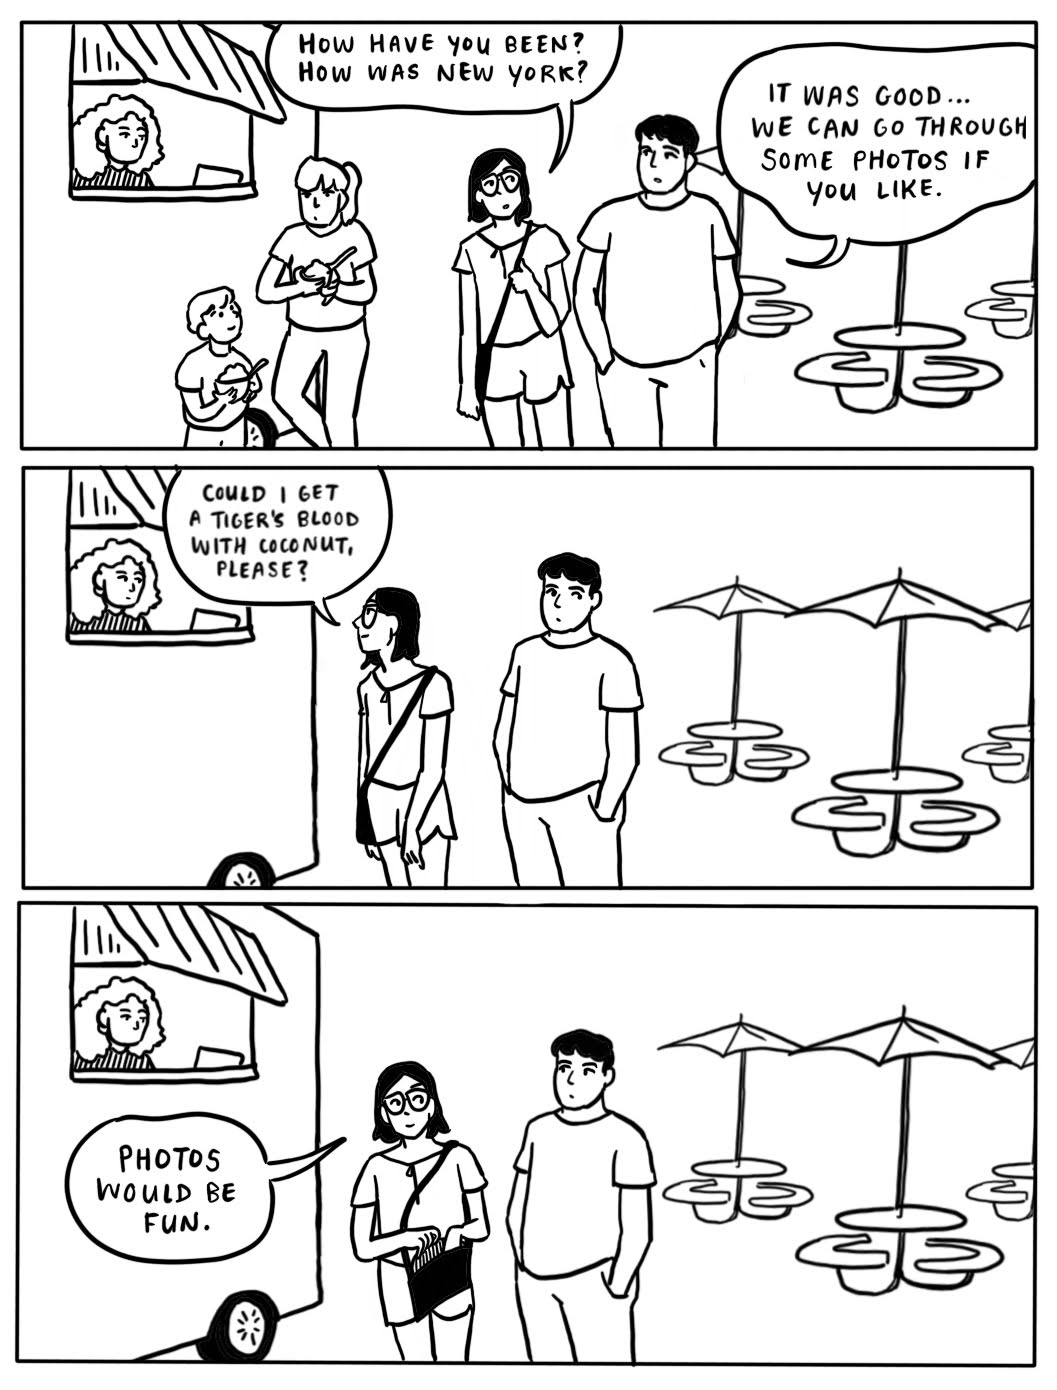 HOW HAVE YOU BEEN?
HOW WAS NEW YORK?
IT WAS GOOD...
WE CAN GO THROUGH
SOME PHOTOS IF
YOU LIKE.
COULD I GET
A TIGER'S BLOOD
WITH COCONUT,
PLEASE?
PHOTOS
WOULD BE
FUN.